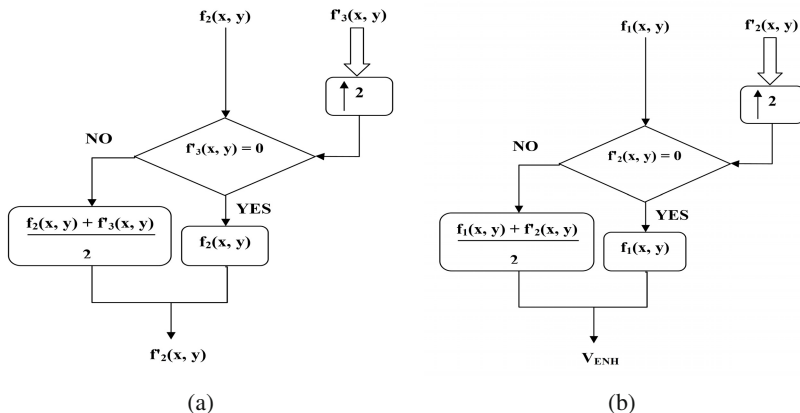 f₂(x, y)
f'₃(x, y)
↑ 2
f'₃(x, y) = 0
NO
YES
f₂(x, y) + f'₃(x, y)
2
f₂(x, y)
f'₂(x, y)
(a)
f₁(x, y)
f'₂(x, y)
↑ 2
f'₂(x, y) = 0
NO
YES
f₁(x, y) + f'₂(x, y)
2
f₁(x, y)
V_ENH
(b)